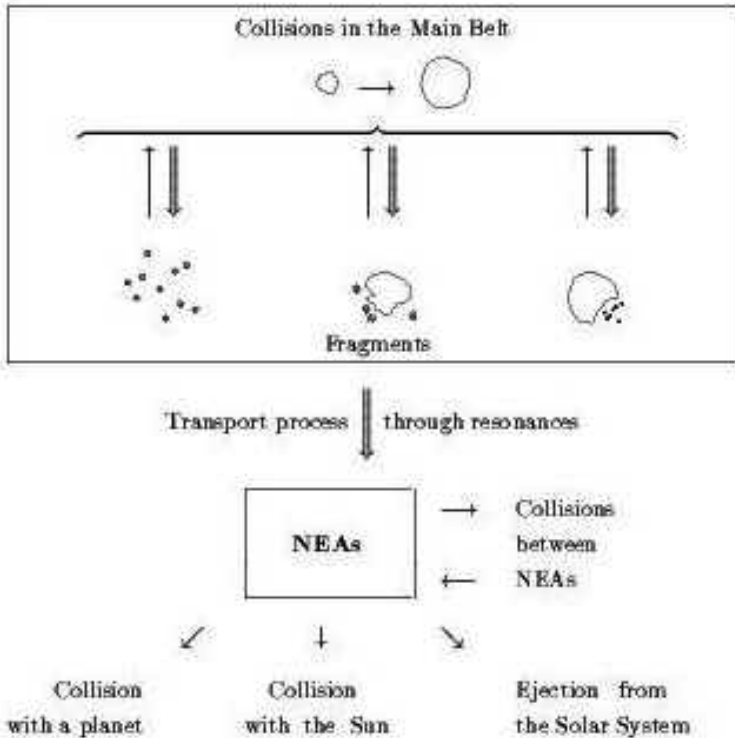 Collisions in the Main Belt
Fragments
Transport process through resonances
NEAs
Collisions
between
NEAs
Collision
with a planet
Collision
with the Sun
Ejection from
the Solar System